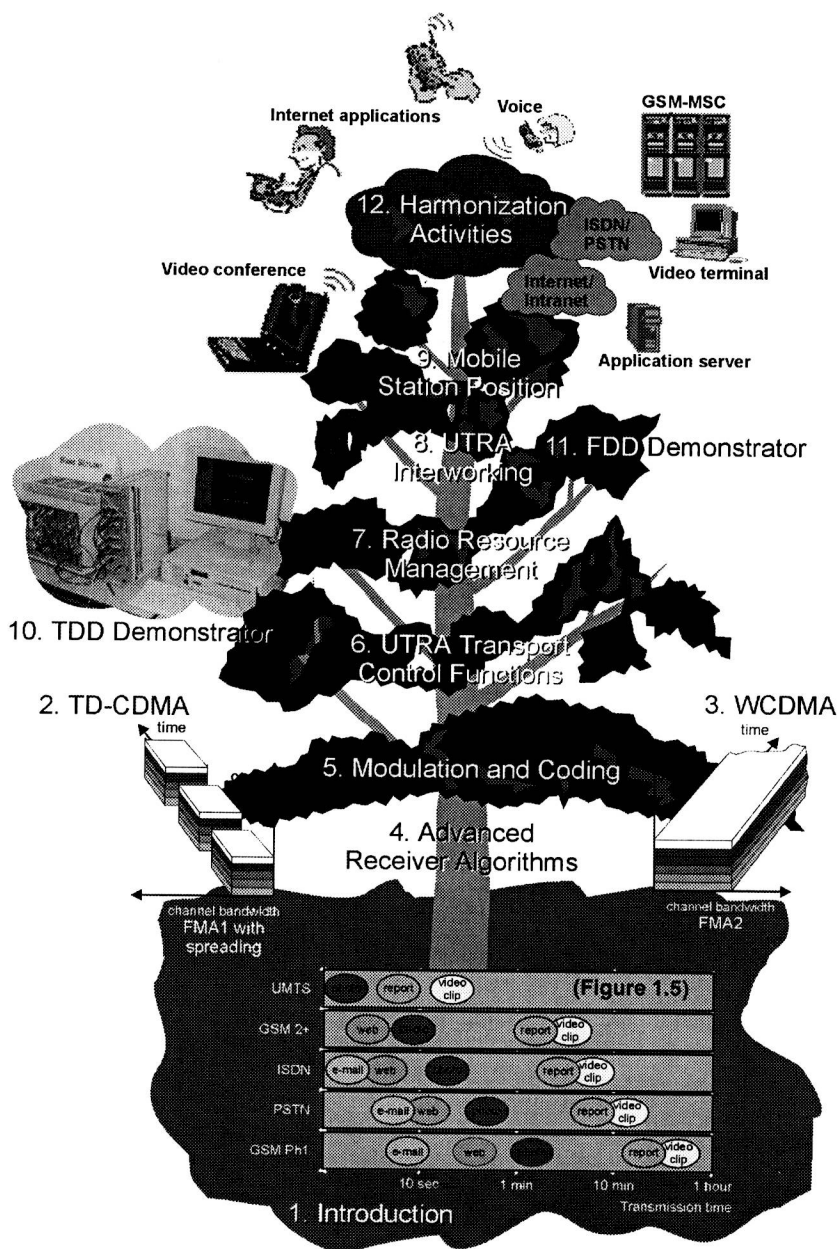 Internet applications
Voice
GSM-MSC
12. Harmonization
Activities
ISDN/
PSTN
Video conference
Internet/
Intranet
Video terminal
Application server
9. Mobile
Station Position
8. UTRA
Interworking
11. FDD Demonstrator
7. Radio Resource
Management
10. TDD Demonstrator
6. UTRA Transport
Control Functions
2. TD-CDMA
time
3. WCDMA
time
5. Modulation and Coding
4. Advanced
Receiver Algorithms
channel bandwidth
FMA1 with
spreading
channel bandwidth
FMA2
UMTS
report
video
clip
(Figure 1.5)
GSM 2+
web
report
video
clip
ISDN
e-mail
web
report
video
clip
PSTN
e-mail
web
report
video
clip
GSM Ph1
e-mail
web
report
video
clip
10 sec
1 min
10 min
1 hour
Transmission time
1. Introduction